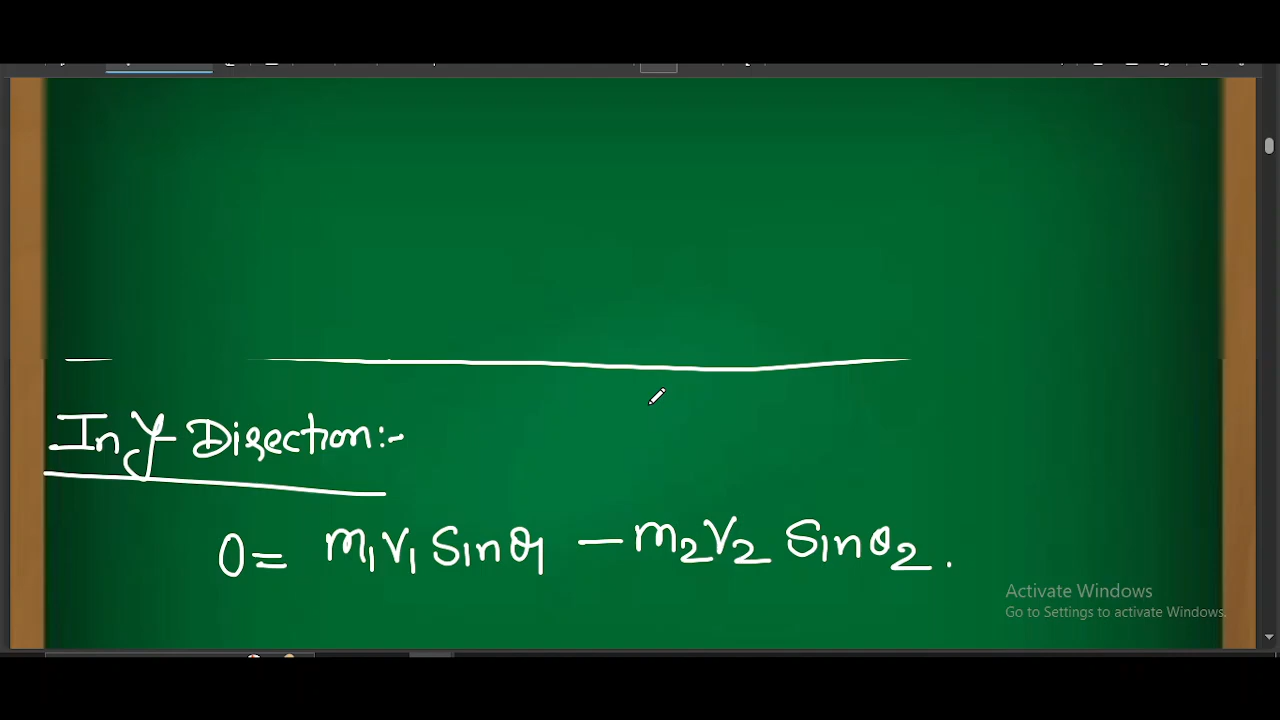 In y- Direction:-
0 = m₁v₁ Sinθ₁ — m₂v₂ Sinθ₂.
Activate Windows
Go to Settings to activate Windows.